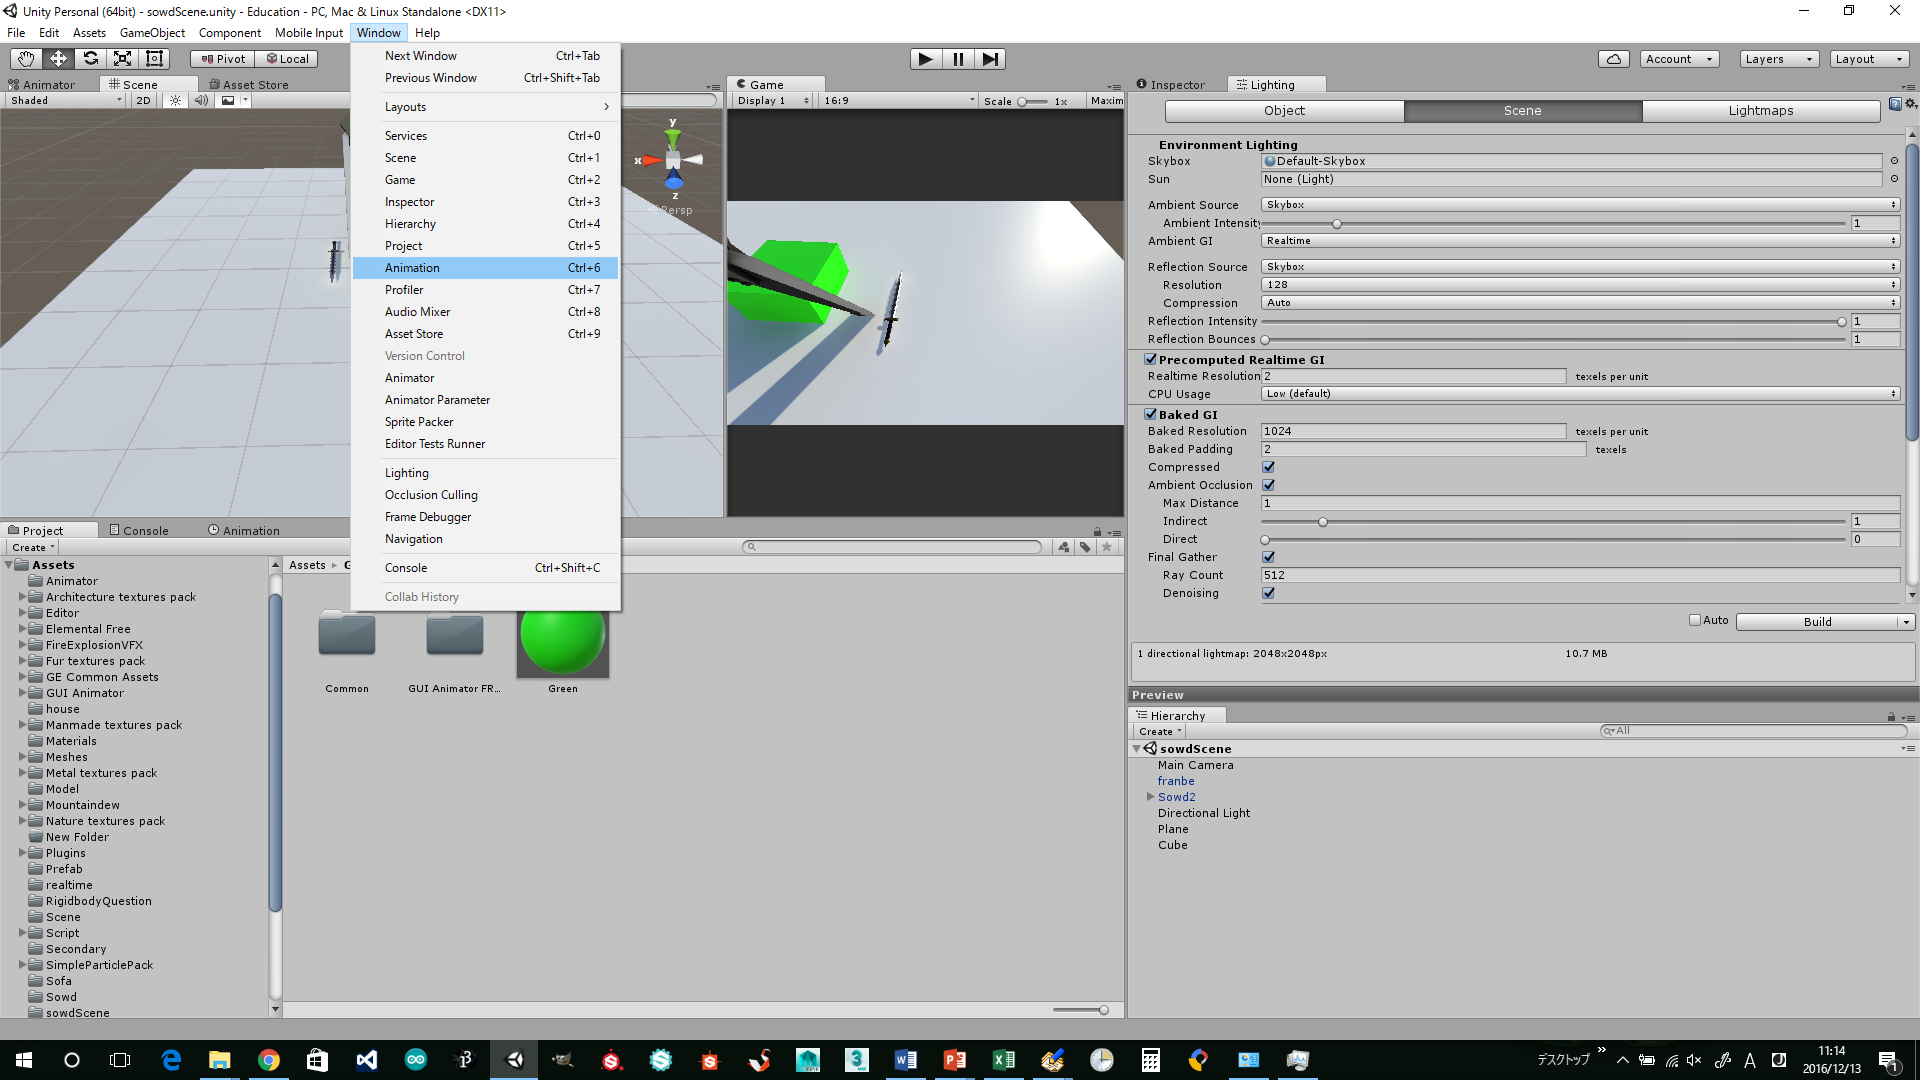 Unity Personal (64bit) - sowdScene.unity - Education - PC, Mac & Linux Standalone <DX11>
File Edit Assets GameObject Component Mobile Input Window Help
Pivot Local
Account Layers Layout
Animator Scene Asset Store
Shaded 2D
Next Window Ctrl+Tab
Previous Window Ctrl+Shift+Tab
Layouts
Services Ctrl+0
Scene Ctrl+1
Game Ctrl+2
Inspector Ctrl+3
Hierarchy Ctrl+4
Project Ctrl+5
Animation Ctrl+6
Profiler Ctrl+7
Audio Mixer Ctrl+8
Asset Store Ctrl+9
Version Control
Animator
Animator Parameter
Sprite Packer
Editor Tests Runner
Lighting
Occlusion Culling
Frame Debugger
Navigation
Console Ctrl+Shift+C
Collab History
y
x
z
Persp
Game
Display 1 16:9 Scale 1x Maxim
Inspector Lighting
Object Scene Lightmaps
Environment Lighting
Skybox Default-Skybox
Sun None (Light)
Ambient Source Skybox
Ambient Intensity 1
Ambient GI Realtime
Reflection Source Skybox
Resolution 128
Compression Auto
Reflection Intensity 1
Reflection Bounces 1
Precomputed Realtime GI
Realtime Resolution 2 texels per unit
CPU Usage Low (default)
Baked GI
Baked Resolution 1024 texels per unit
Baked Padding 2 texels
Compressed
Ambient Occlusion
Max Distance 1
Indirect 1
Direct 0
Final Gather
Ray Count 512
Denoising
Auto Build
1 directional lightmap: 2048x2048px 10.7 MB
Preview
Hierarchy
Create All
sowdScene
Main Camera
franbe
Sowd2
Directional Light
Plane
Cube
Project Console Animation
Create
Assets
Animator
Architecture textures pack
Editor
Elemental Free
FireExplosionVFX
Fur textures pack
GE Common Assets
GUI Animator
house
Manmade textures pack
Materials
Meshes
Metal textures pack
Model
Mountaindew
Nature textures pack
New Folder
Plugins
Prefab
realtime
RigidbodyQuestion
Scene
Script
Secondary
SimpleParticlePack
Sofa
Sowd
sowdScene
Assets
Common GUI Animator FR... Green
デスクトップ A 11:14
2016/12/13 1